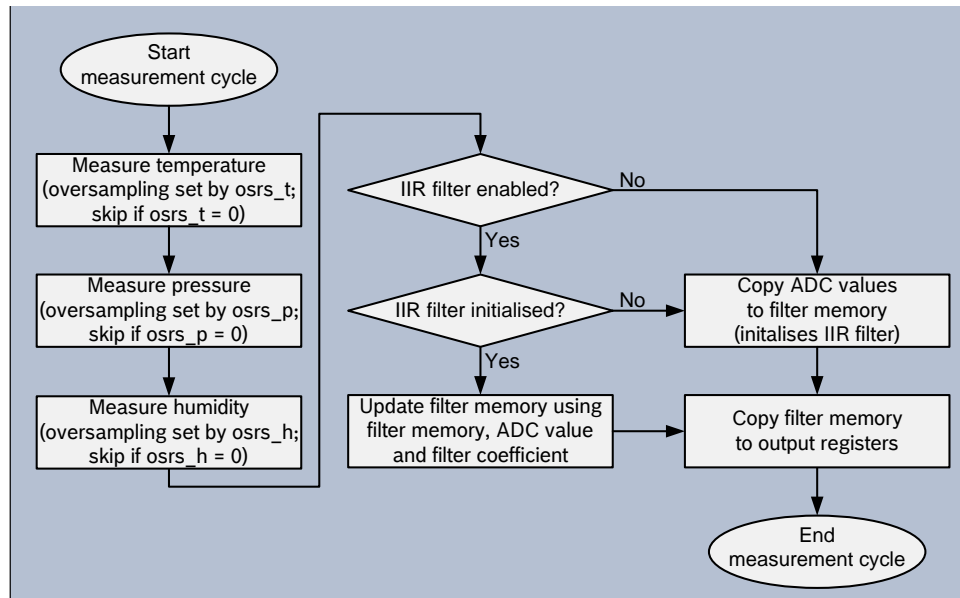 Start
measurement cycle
Measure temperature
(oversampling set by osrs_t;
skip if osrs_t = 0)
Measure pressure
(oversampling set by osrs_p;
skip if osrs_p = 0)
Measure humidity
(oversampling set by osrs_h;
skip if osrs_h = 0)
IIR filter enabled?
No
Yes
IIR filter initialised?
No
Yes
Update filter memory using
filter memory, ADC value
and filter coefficient
Copy ADC values
to filter memory
(initalises IIR filter)
Copy filter memory
to output registers
End
measurement cycle